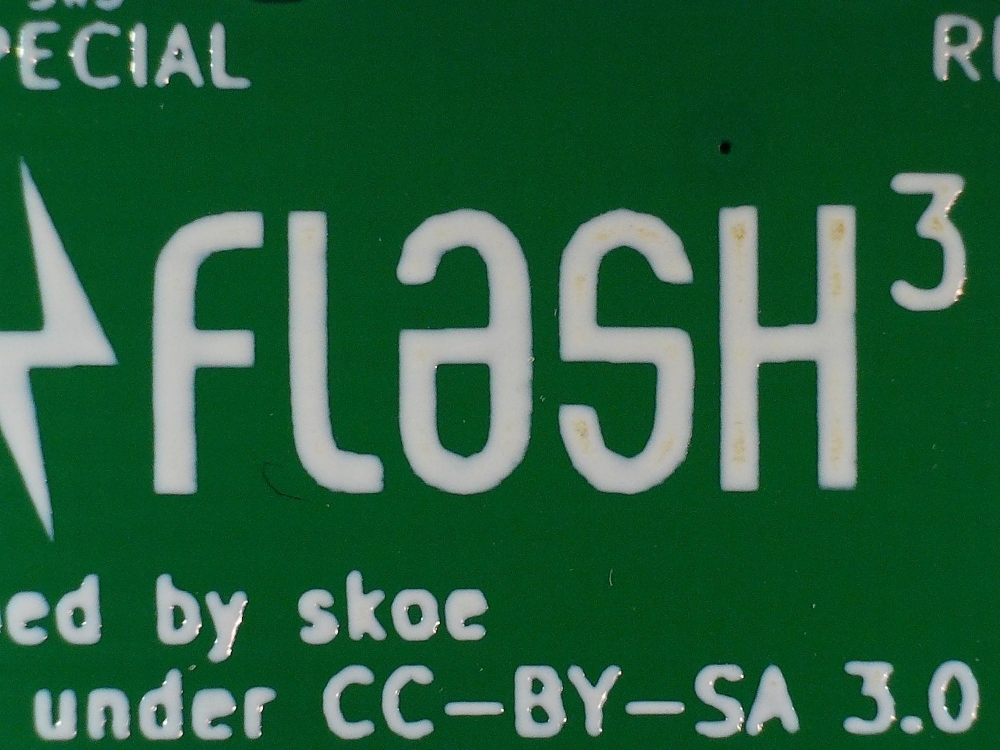 PECIAL
flasH³
ed by skoe
under CC-BY-SA 3.0